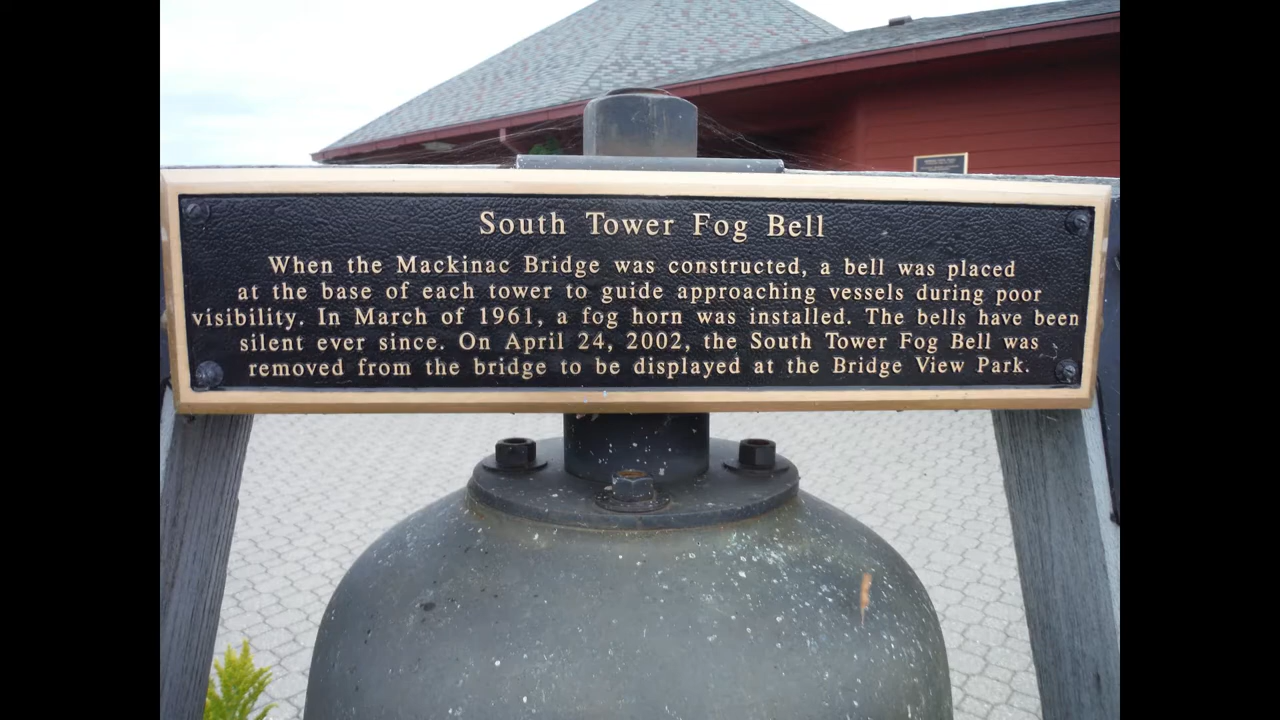 South Tower Fog Bell
When the Mackinac Bridge was constructed, a bell was placed
at the base of each tower to guide approaching vessels during poor
visibility. In March of 1961, a fog horn was installed. The bells have been
silent ever since. On April 24, 2002, the South Tower Fog Bell was
removed from the bridge to be displayed at the Bridge View Park.